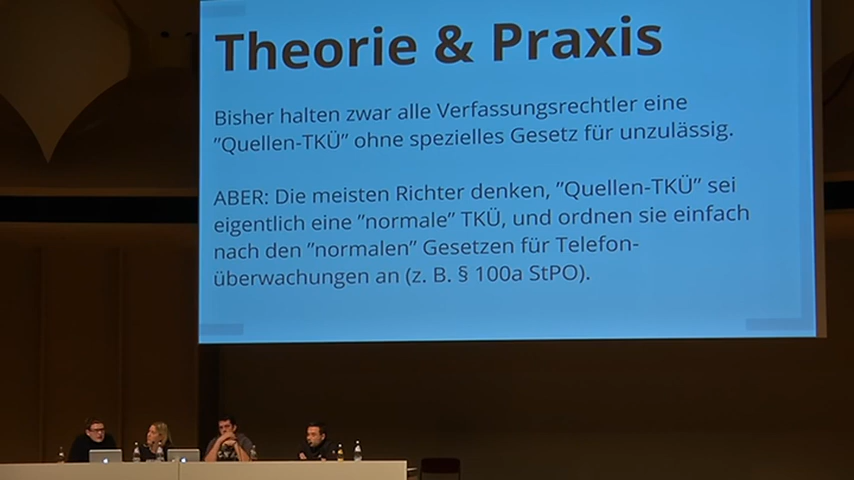 Theorie & Praxis
Bisher halten zwar alle Verfassungsrechtler eine
”Quellen-TKÜ” ohne spezielles Gesetz für unzulässig.
ABER: Die meisten Richter denken, ”Quellen-TKÜ” sei
eigentlich eine ”normale” TKÜ, und ordnen sie einfach
nach den ”normalen” Gesetzen für Telefon-
überwachungen an (z. B. § 100a StPO).